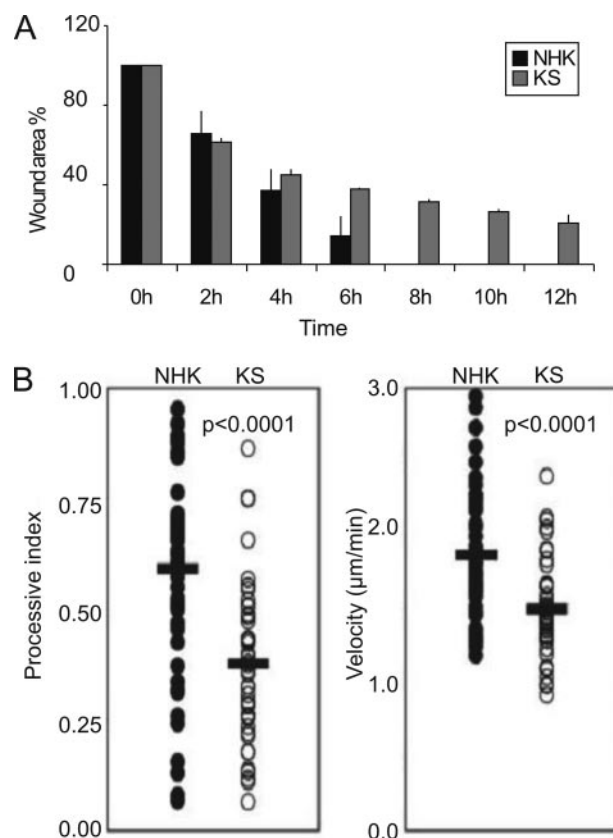 A
Wound area %
120
80
40
0
NHK
KS
0h 2h 4h 6h 8h 10h 12h
Time
B
Processive index
1.00
0.75
0.50
0.25
0.00
NHK KS
p<0.0001
Velocity (µm/min)
3.0
2.0
1.0
0.0
NHK KS
p<0.0001